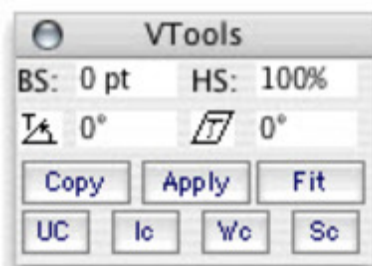 VTools
BS: 0 pt HS: 100%
T 0° T 0°
Copy Apply Fit
UC lc Wc Sc